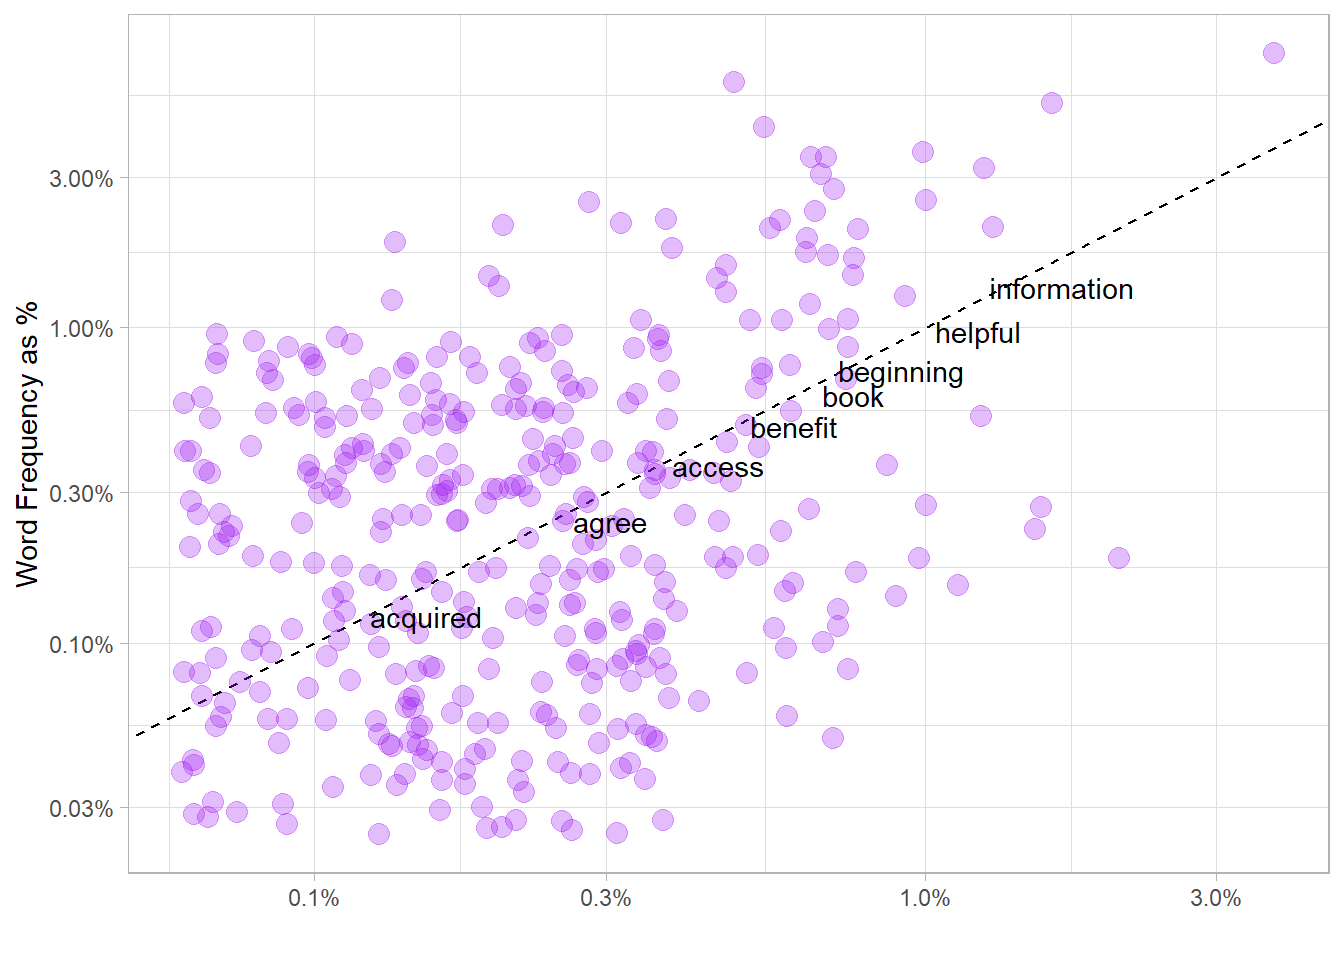 Word Frequency as %
3.00%
1.00%
0.30%
0.10%
0.03%
information
helpful
beginning
book
benefit
access
agree
acquired
0.1%
0.3%
1.0%
3.0%